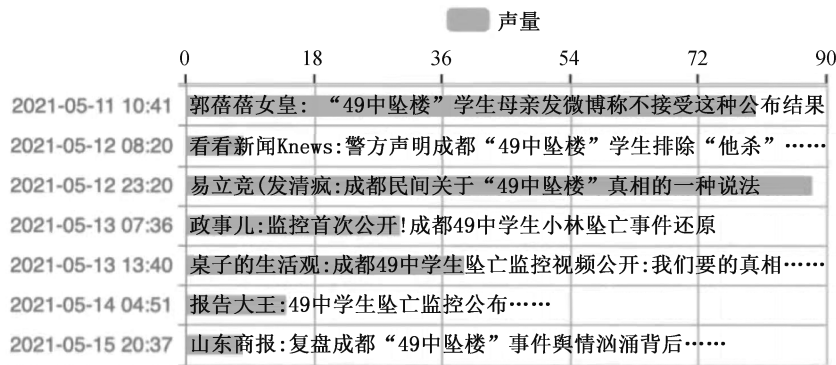 声量
0 18 36 54 72 90
2021-05-11 10:41 郭蓓蓓女皇: “49中坠楼”学生母亲发微博称不接受这种公布结果
2021-05-12 08:20 看看新闻Knews:警方声明成都“49中坠楼”学生排除“他杀”……
2021-05-12 23:20 易立竞(发清疯:成都民间关于“49中坠楼”真相的一种说法
2021-05-13 07:36 政事儿:监控首次公开!成都49中学生小林坠亡事件还原
2021-05-13 13:40 桌子的生活观:成都49中学生坠亡监控视频公开:我们要的真相……
2021-05-14 04:51 报告大王:49中学生坠亡监控公布……
2021-05-15 20:37 山东商报:复盘成都“49中坠楼”事件舆情汹涌背后……